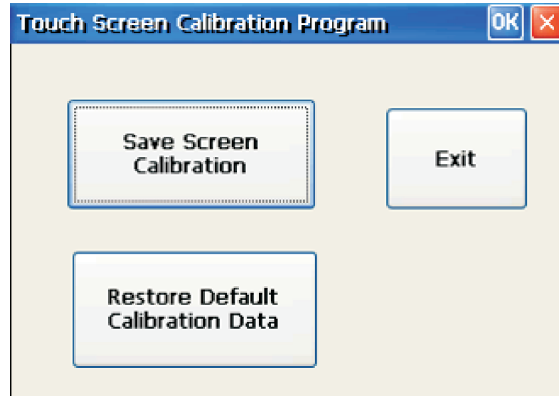 Touch Screen Calibration Program OK
Save Screen
Calibration
Exit
Restore Default
Calibration Data